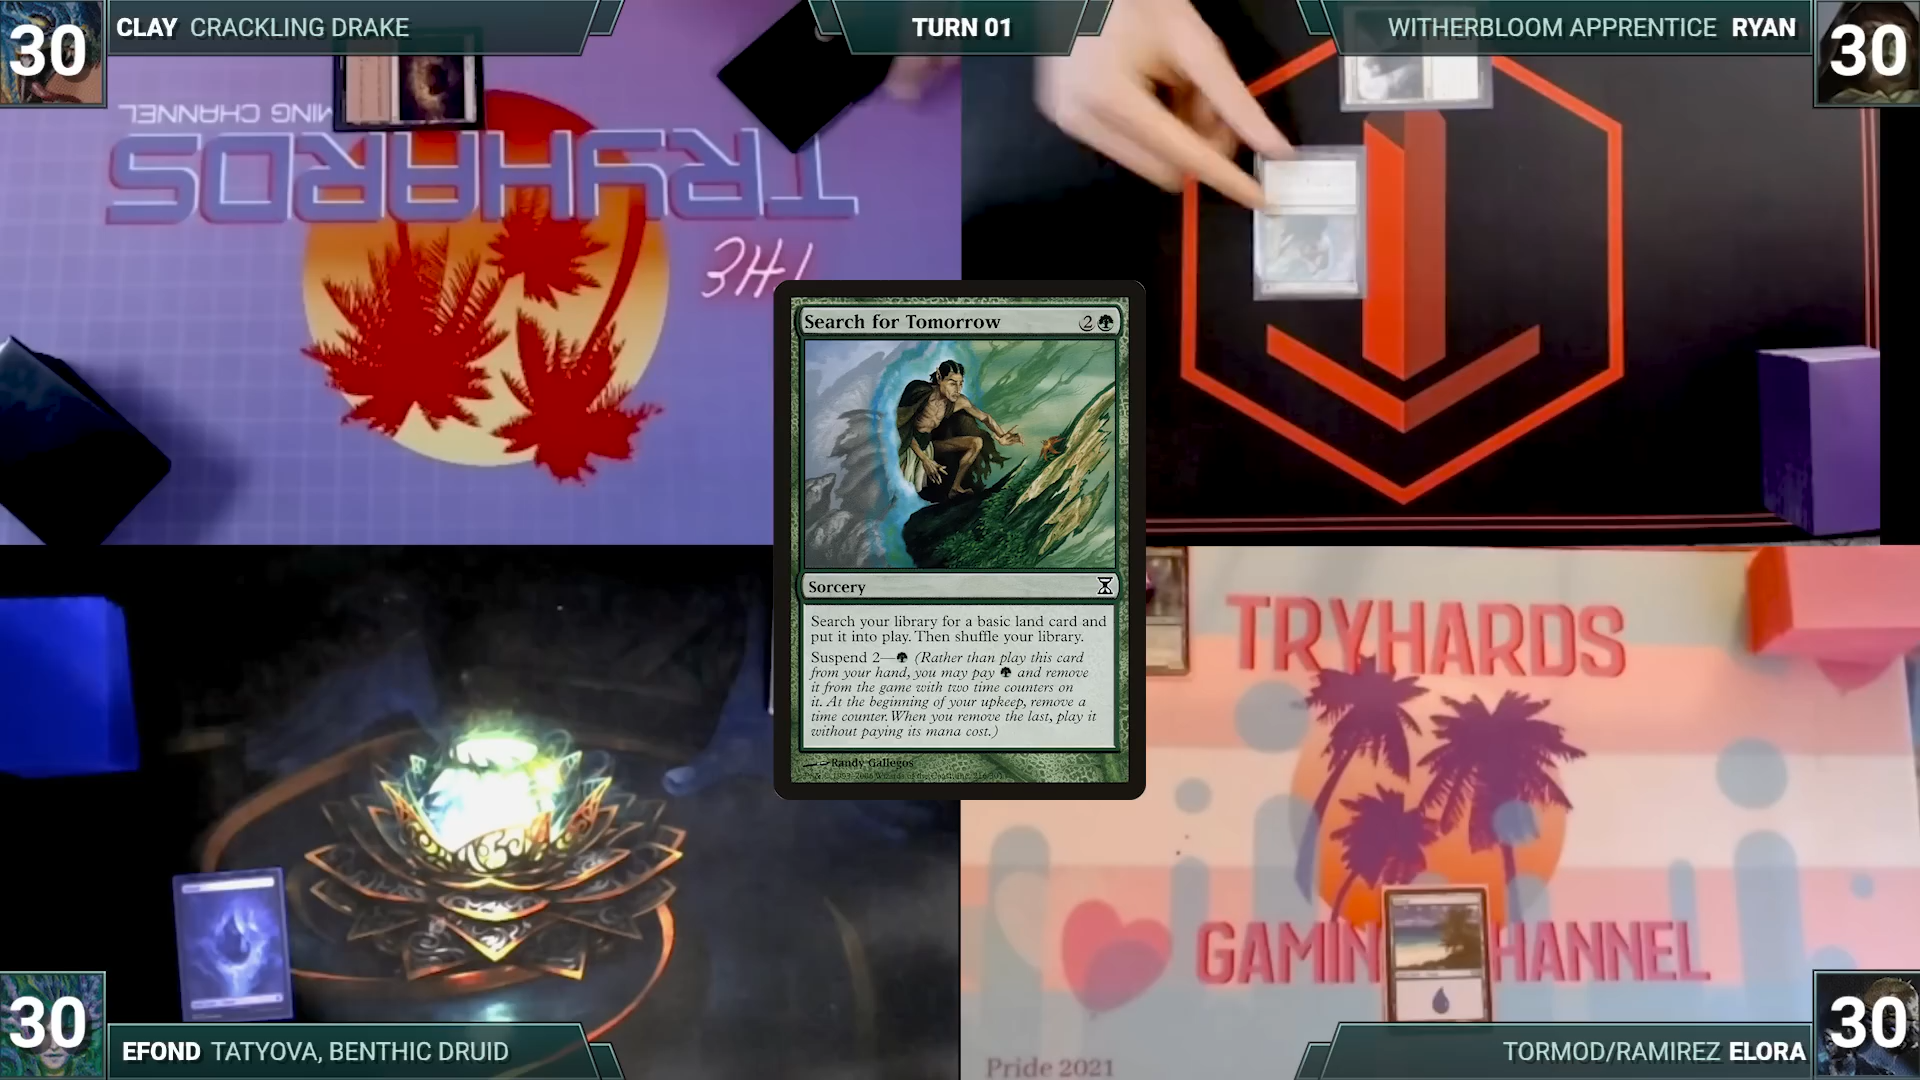 30
CLAY CRACKLING DRAKE
TURN 01
WITHERBLOOM APPRENTICE RYAN
30
TRYHARDS
THE
Search for Tomorrow 2
Sorcery
Search your library for a basic land card and
put it into play. Then shuffle your library.
Suspend 2— (Rather than play this card
from your hand, you may pay and remove
it from the game with two time counters on
it. At the beginning of your upkeep, remove a
time counter. When you remove the last, play it
without paying its mana cost.)
Randy Gallegos
TRYHARDS
GAMIN HANNEL
Pride 2021
30
EFOND TATYOVA, BENTHIC DRUID
TORMOD/RAMIREZ ELORA
30